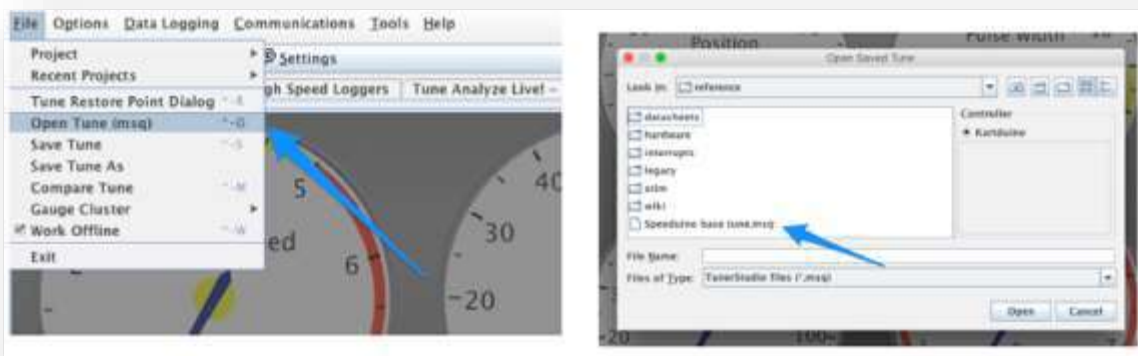 File Options Data Logging Communications Tools Help
Project
Recent Projects
Settings
gh Speed Loggers Tune Analyze Live! -
Tune Restore Point Dialog
Open Tune (msq)
Save Tune
Save Tune As
Compare Tune
Gauge Cluster
Work Offline
Exit
5
6
ed
40
30
-20
Position
Pulse Width
Open Saved Tune
Look In: reference
datasheets
hardware
interrupts
legacy
wiki
Speeduino base tune.msq
Controller
Karduino
File Name:
Files of Type: TunerStudio files (*.msq)
Open Cancel
-20
100